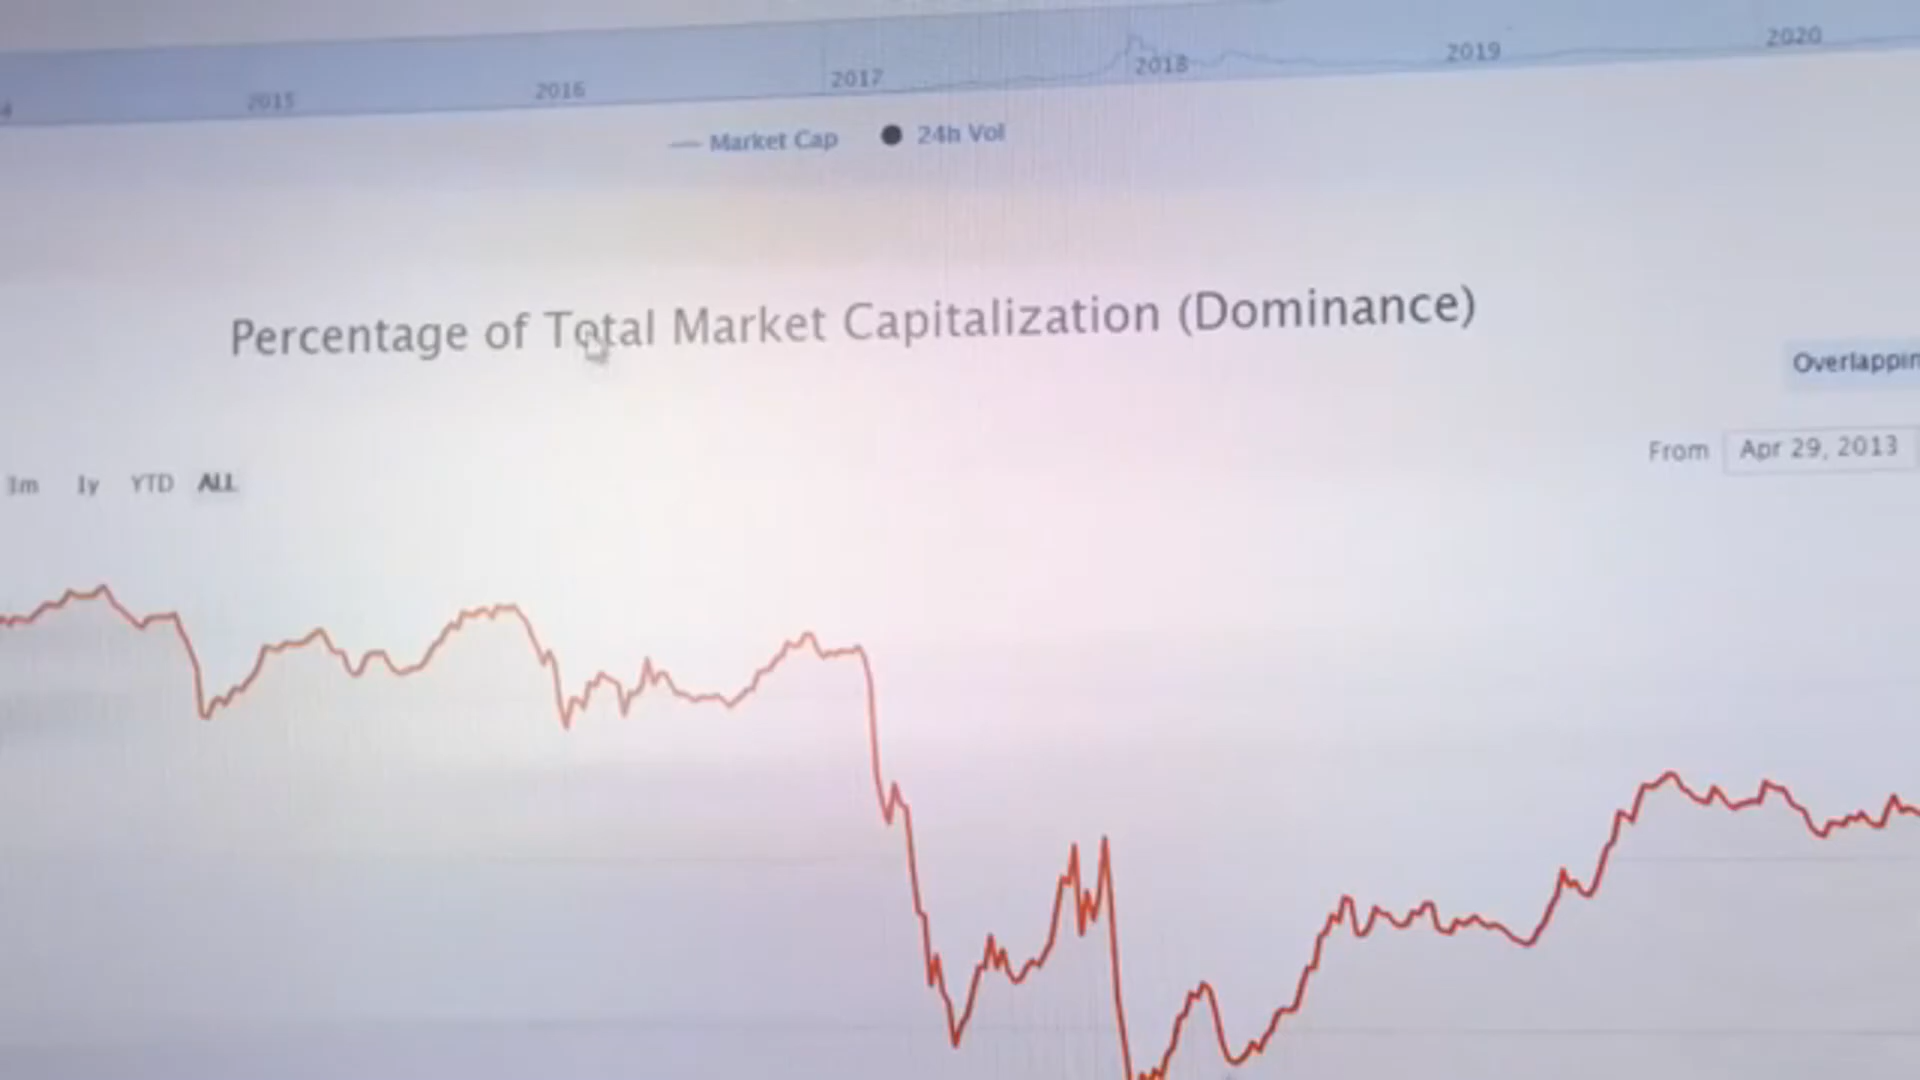 4 2015 2016 2017 2018 2019 2020
Market Cap 24h Vol
Percentage of Total Market Capitalization (Dominance)
Overlappin
From Apr 29, 2013
3m 1y YTD ALL